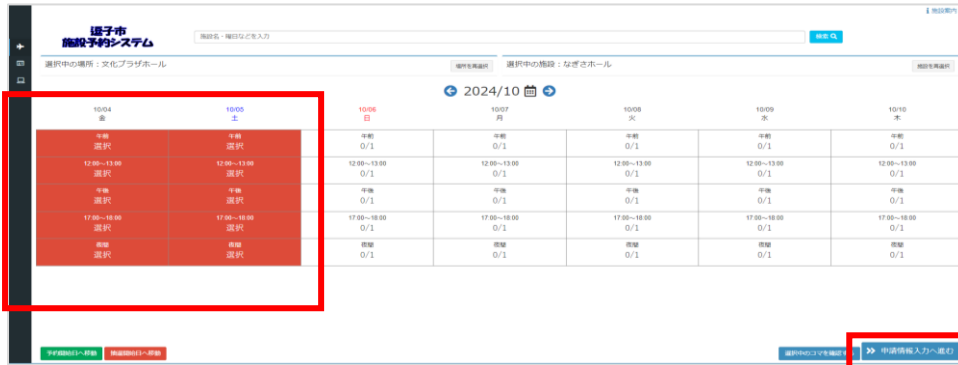 施設案内
逗子市
施設予約システム
施設名・曜日などを入力
検索
選択中の場所：文化プラザホール
場所を再選択
選択中の施設：なぎさホール
施設を再選択
2024/10
10/04 10/05 10/06 10/07 10/08 10/09 10/10
金 土 日 月 火 水 木
午前 午前 午前 午前 午前 午前 午前
選択 選択 0/1 0/1 0/1 0/1 0/1
12:00～13:00 12:00～13:00 12:00～13:00 12:00～13:00 12:00～13:00 12:00～13:00 12:00～13:00
選択 選択 0/1 0/1 0/1 0/1 0/1
午後 午後 午後 午後 午後 午後 午後
選択 選択 0/1 0/1 0/1 0/1 0/1
17:00～18:00 17:00～18:00 17:00～18:00 17:00～18:00 17:00～18:00 17:00～18:00 17:00～18:00
選択 選択 0/1 0/1 0/1 0/1 0/1
夜間 夜間 夜間 夜間 夜間 夜間 夜間
選択 選択 0/1 0/1 0/1 0/1 0/1
予約開始日へ移動 抽選開始日へ移動
選択中のコマを確認す
申請情報入力へ進む